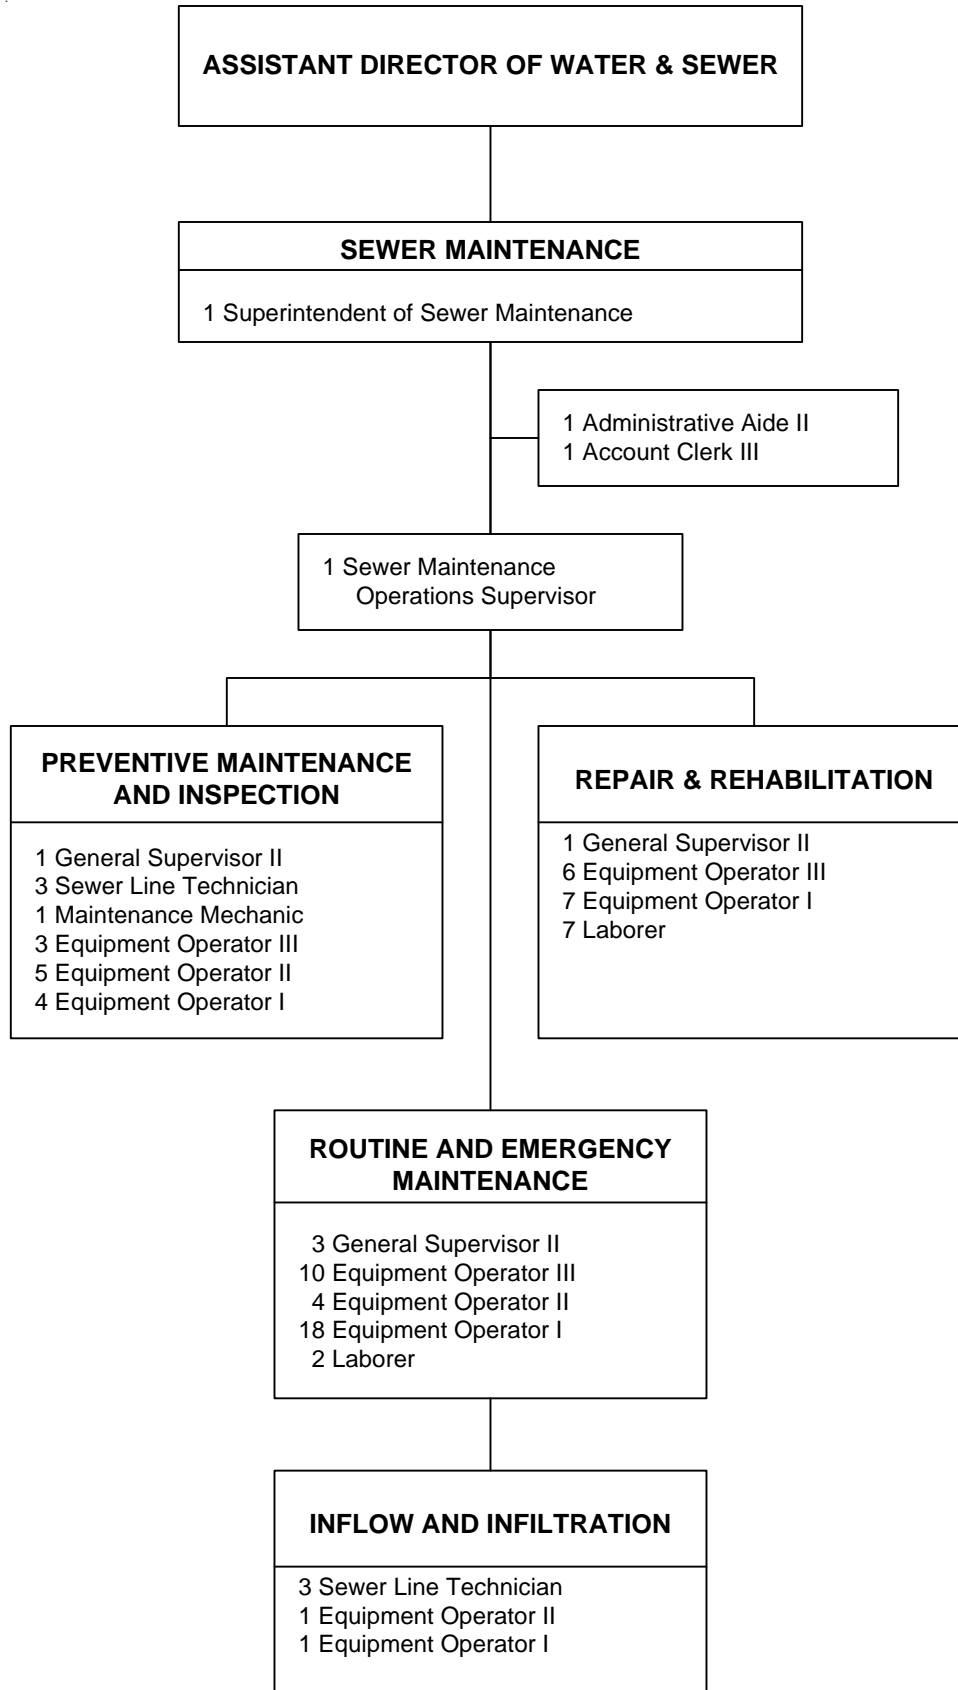 ASSISTANT DIRECTOR OF WATER & SEWER
SEWER MAINTENANCE
1 Superintendent of Sewer Maintenance
1 Administrative Aide II
1 Account Clerk III
1 Sewer Maintenance
Operations Supervisor
PREVENTIVE MAINTENANCE
AND INSPECTION
1 General Supervisor II
3 Sewer Line Technician
1 Maintenance Mechanic
3 Equipment Operator III
5 Equipment Operator II
4 Equipment Operator I
REPAIR & REHABILITATION
1 General Supervisor II
6 Equipment Operator III
7 Equipment Operator I
7 Laborer
ROUTINE AND EMERGENCY
MAINTENANCE
3 General Supervisor II
10 Equipment Operator III
4 Equipment Operator II
18 Equipment Operator I
2 Laborer
INFLOW AND INFILTRATION
3 Sewer Line Technician
1 Equipment Operator II
1 Equipment Operator I